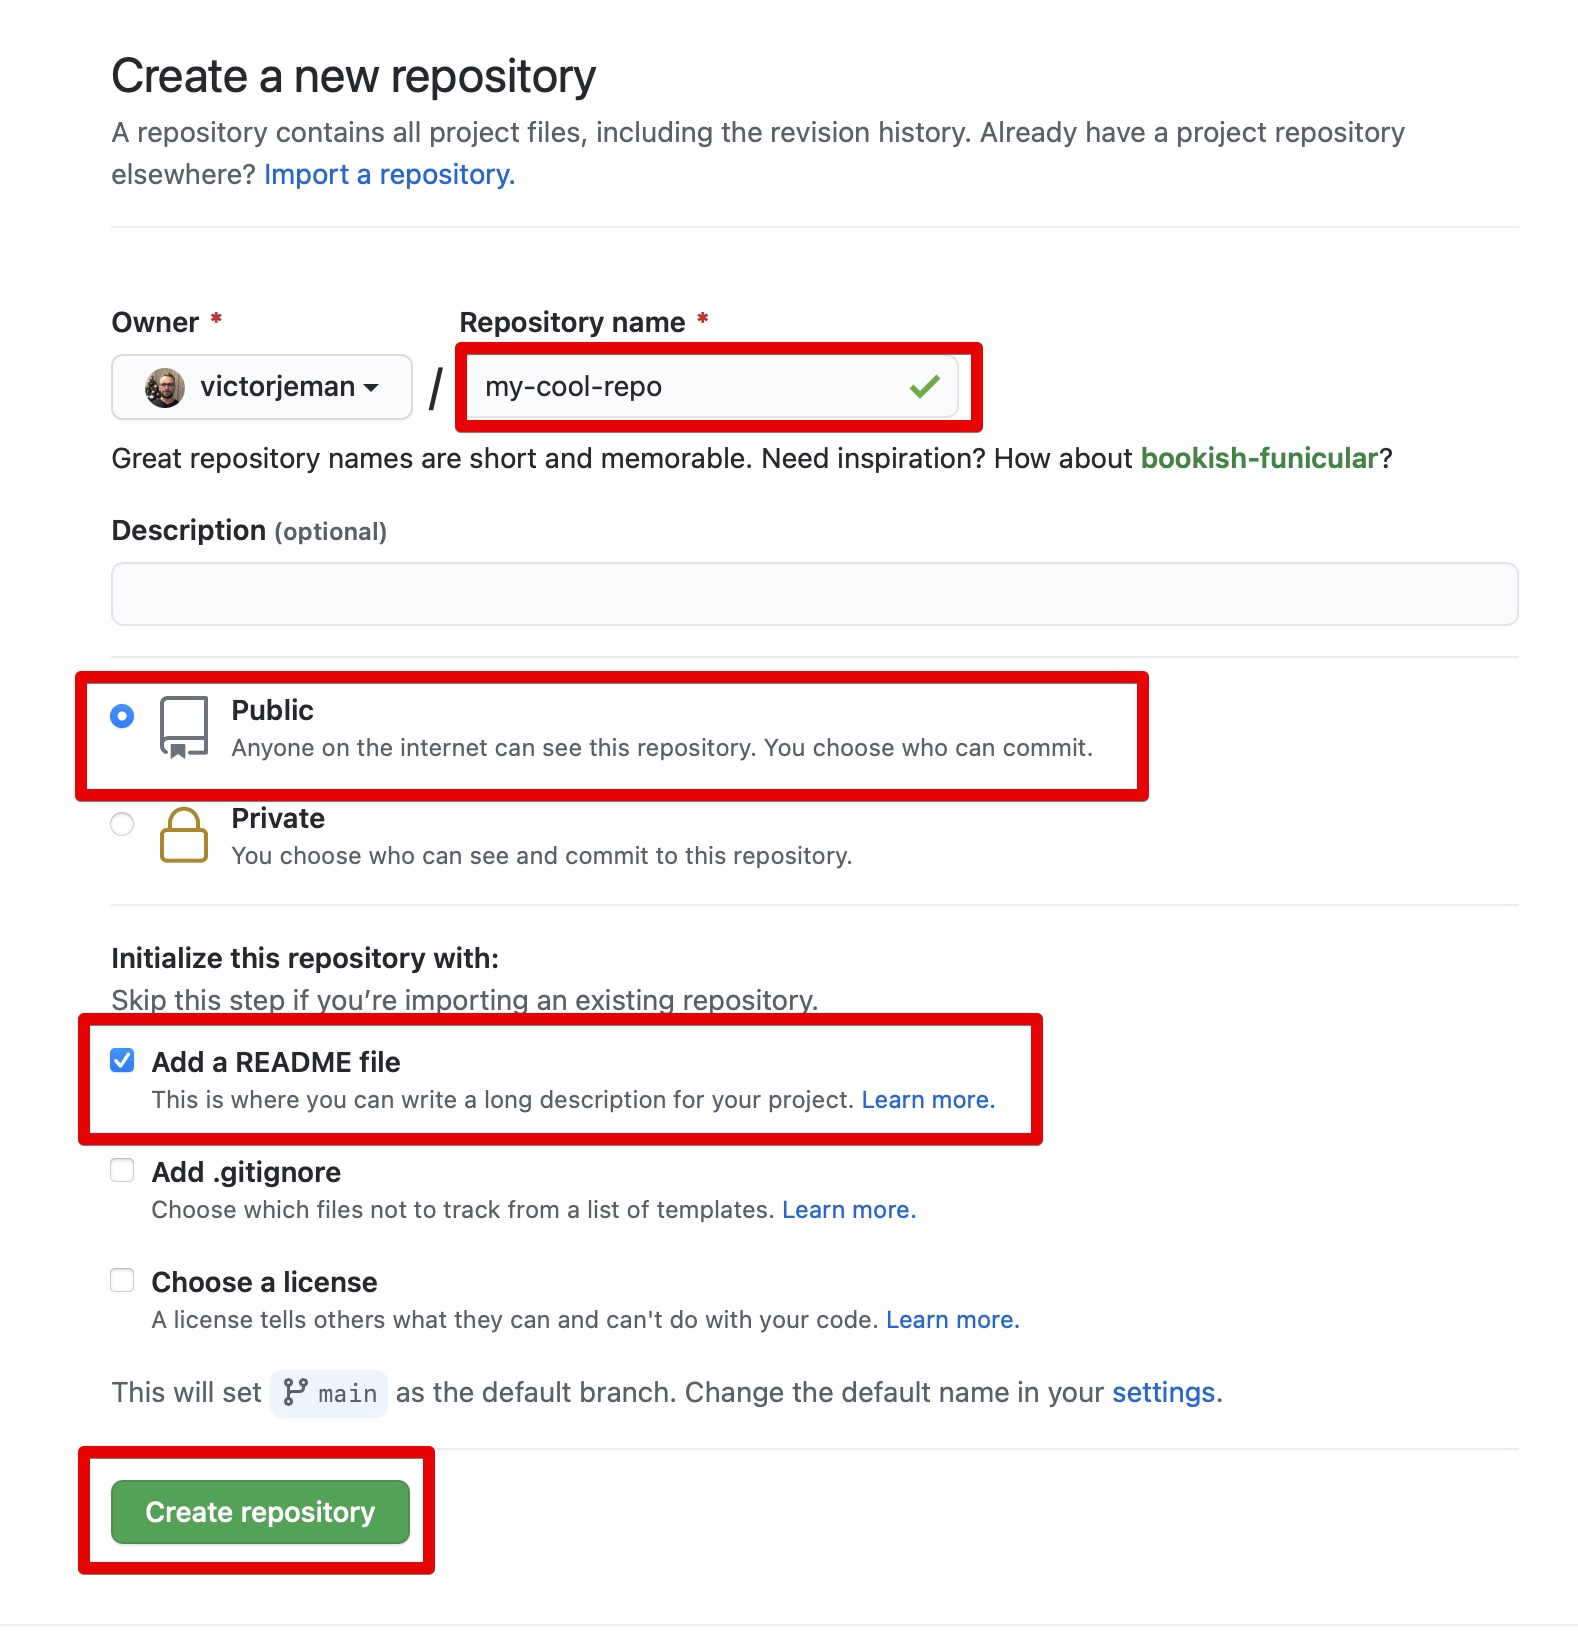 Create a new repository
A repository contains all project files, including the revision history. Already have a project repository
elsewhere? Import a repository.
Owner *
Repository name *
victorjeman
/
my-cool-repo
Great repository names are short and memorable. Need inspiration? How about bookish-funicular?
Description (optional)
Public
Anyone on the internet can see this repository. You choose who can commit.
Private
You choose who can see and commit to this repository.
Initialize this repository with:
Skip this step if you’re importing an existing repository.
Add a README file
This is where you can write a long description for your project. Learn more.
Add .gitignore
Choose which files not to track from a list of templates. Learn more.
Choose a license
A license tells others what they can and can't do with your code. Learn more.
This will set main as the default branch. Change the default name in your settings.
Create repository